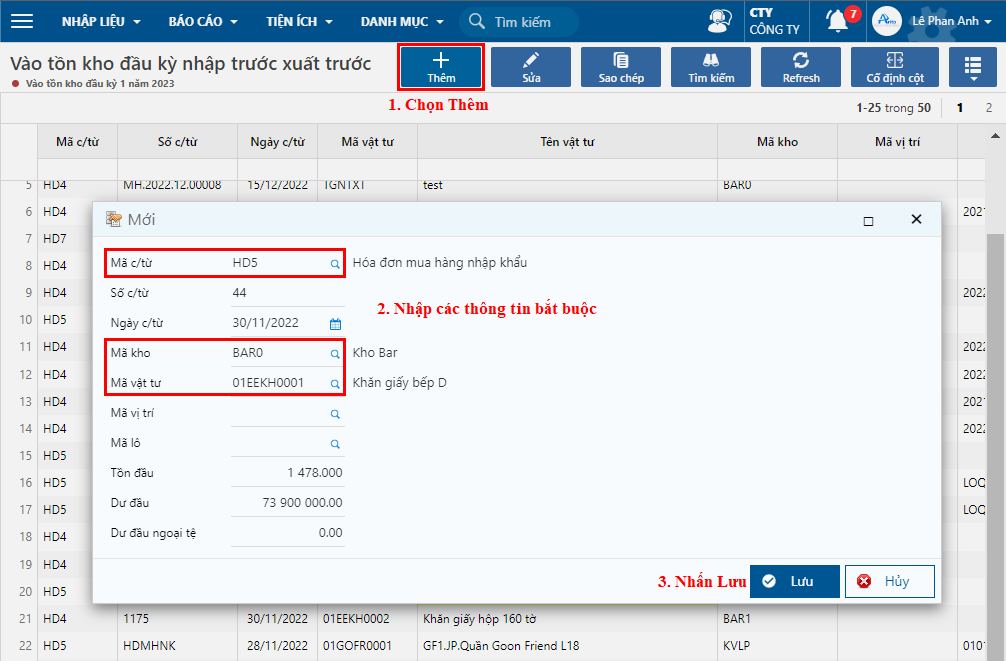 NHẬP LIỆU BÁO CÁO TIỆN ÍCH DANH MỤC Tìm kiếm CTY CÔNG TY 7 Lê Phan Anh
Vào tồn kho đầu kỳ nhập trước xuất trước
Vào tồn kho đầu kỳ 1 năm 2023
Thêm Sửa Sao chép Tìm kiếm Refresh Cố định cột
1. Chọn Thêm
1-25 trong 50 1 2
Mã c/từ Số c/từ Ngày c/từ Mã vật tư Tên vật tư Mã kho Mã vị trí
5 HD4 MH.2022.12.00008 15/12/2022 TGNTXT test BAR0
6 HD4 2021
7 HD7
8 HD4
9 HD4 2022
10 HD5
11 HD4 2022
12 HD4 2022
13 HD4 2021
14 HD4 2022
15 HD5
16 HD5 LOQ
17 HD5 LOQ
18 HD4
19 HD4
20 HD5
Mới
Mã c/từ HD5 Hóa đơn mua hàng nhập khẩu
Số c/từ 44
2. Nhập các thông tin bắt buộc
Ngày c/từ 30/11/2022
Mã kho BAR0 Kho Bar
Mã vật tư 01EEKH0001 Khăn giấy bếp D
Mã vị trí
Mã lô
Tồn đầu 1 478.000
Dư đầu 73 900 000.00
Dư đầu ngoại tệ 0.00
3. Nhấn Lưu Lưu Hủy
21 HD4 1175 30/11/2022 01EEKH0002 Khăn giấy hộp 160 tờ BAR1
22 HD5 HDMHNK 28/11/2022 01GOFR0001 GF1.JP.Quần Goon Friend L18 KVLP 0101